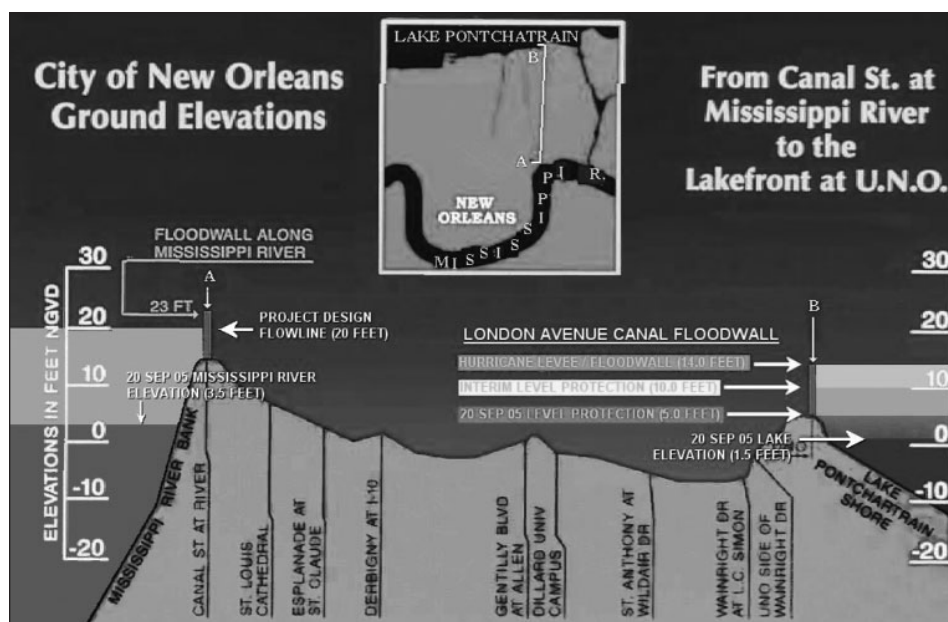 City of New Orleans
Ground Elevations
LAKE PONTCHATRAIN
B
A
NEW
ORLEANS
MISSISSIPPI R.
From Canal St. at
Mississippi River
to the
Lakefront at U.N.O.
FLOODWALL ALONG
MISSISSIPPI RIVER
ELEVATIONS IN FEET NGVD
30
20
10
0
-10
-20
A
23 FT.
PROJECT DESIGN
FLOWLINE (20 FEET)
20 SEP 05 MISSISSIPPI RIVER
ELEVATION (3.5 FEET)
LONDON AVENUE CANAL FLOODWALL
HURRICANE LEVEE / FLOODWALL (14.0 FEET)
INTERIM LEVEL PROTECTION (10.0 FEET)
20 SEP 05 LEVEL PROTECTION (5.0 FEET)
20 SEP 05 LAKE
ELEVATION (1.5 FEET)
B
30
20
10
0
-10
-20
MISSISSIPPI RIVER BANK
CANAL ST AT RIVER
ST. LOUIS
CATHEDRAL
ESPLANADE AT
ST. CLAUDE
DERBIGNY AT I-10
GENTILLY BLVD
AT ALLEN
DILLARD UNIV
CAMPUS
ST. ANTHONY AT
WILDAIR DR
WAINRIGHT DR
AT L.C. SIMON
UNO SIDE OF
WAINRIGHT DR
LAKE
PONTCHARTRAIN
SHORE